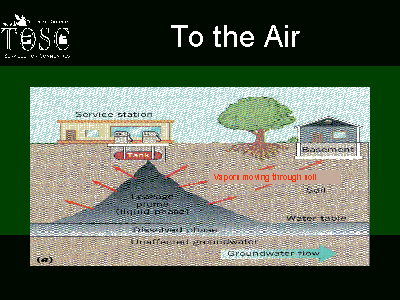 To the Air
TOSC
Service station
Basement
Tank
Vapors moving through soil
Soil
Leakage
plume
(liquid phase)
Water table
Dissolved phase
Unaffected groundwater
Groundwater flow
(a)